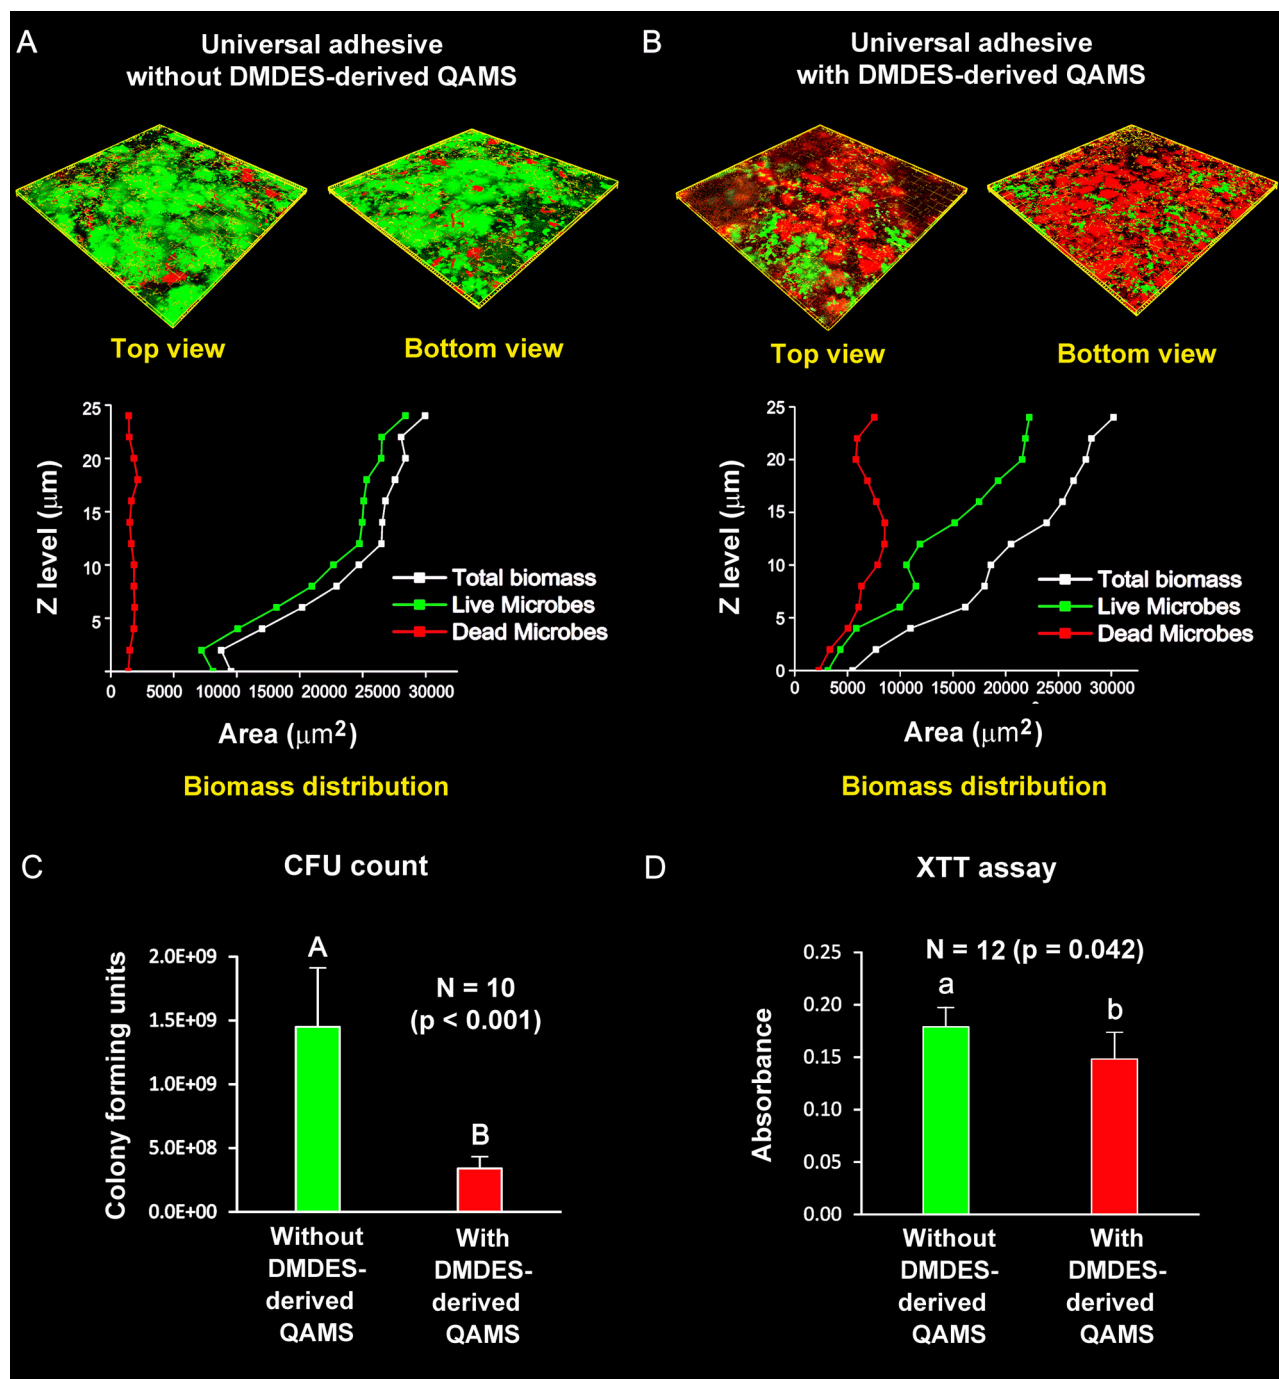 A
Universal adhesive
without DMDES-derived QAMS
Top view
Bottom view
25
20
15
10
5
Z level (μm)
0
5000
10000
15000
20000
25000
30000
Total biomass
Live Microbes
Dead Microbes
Area (μm²)
Biomass distribution
B
Universal adhesive
with DMDES-derived QAMS
Top view
Bottom view
25
20
15
10
5
0
Z level (μm)
0
5000
10000
15000
20000
25000
30000
Total biomass
Live Microbes
Dead Microbes
Area (μm²)
Biomass distribution
C
CFU count
Colony forming units
2.0E+09
1.5E+09
1.0E+09
5.0E+08
0.0E+00
A
B
N = 10
(p < 0.001)
Without
DMDES-
derived
QAMS
With
DMDES-
derived
QAMS
D
XTT assay
Absorbance
0.25
0.20
0.15
0.10
0.05
0.00
N = 12 (p = 0.042)
a
b
Without
DMDES-
derived
QAMS
With
DMDES-
derived
QAMS